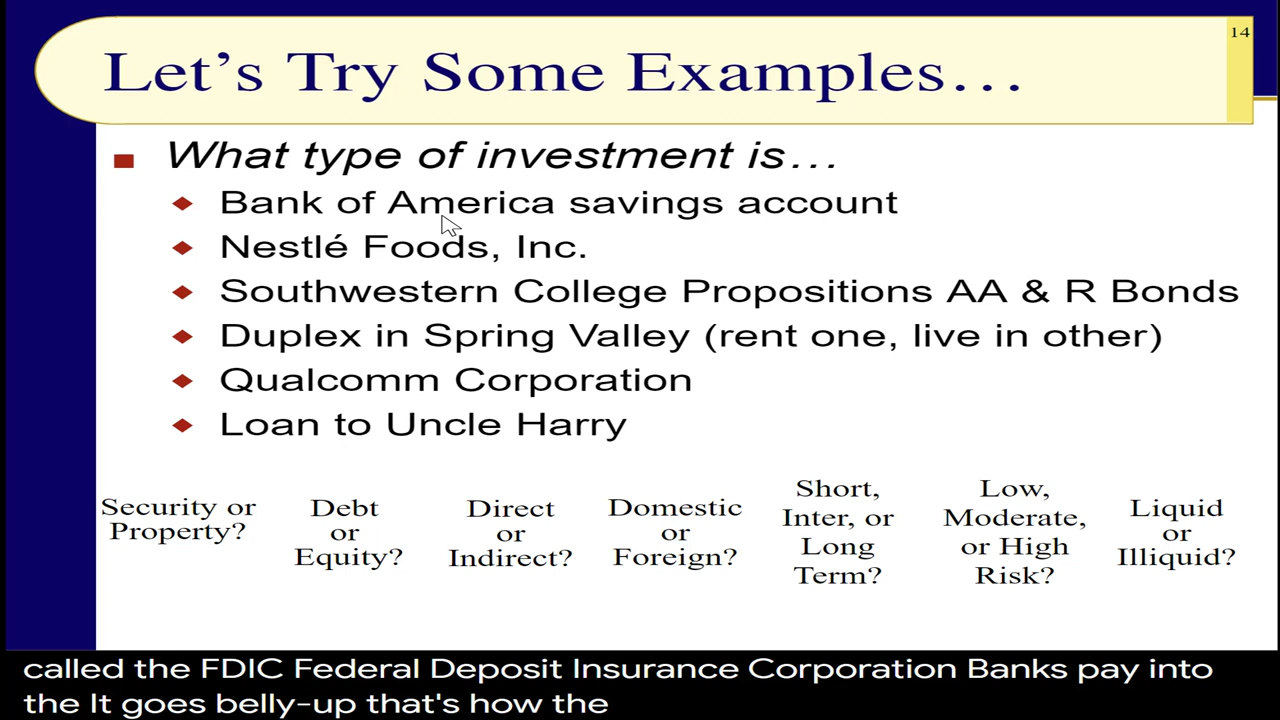 14
Let's Try Some Examples…
What type of investment is…
Bank of America savings account
Nestlé Foods, Inc.
Southwestern College Propositions AA & R Bonds
Duplex in Spring Valley (rent one, live in other)
Qualcomm Corporation
Loan to Uncle Harry
Security or
Property?
Debt
or
Equity?
Direct
or
Indirect?
Domestic
or
Foreign?
Short,
Inter, or
Long
Term?
Low,
Moderate,
or High
Risk?
Liquid
or
Illiquid?
called the FDIC Federal Deposit Insurance Corporation Banks pay into
the It goes belly-up that's how the